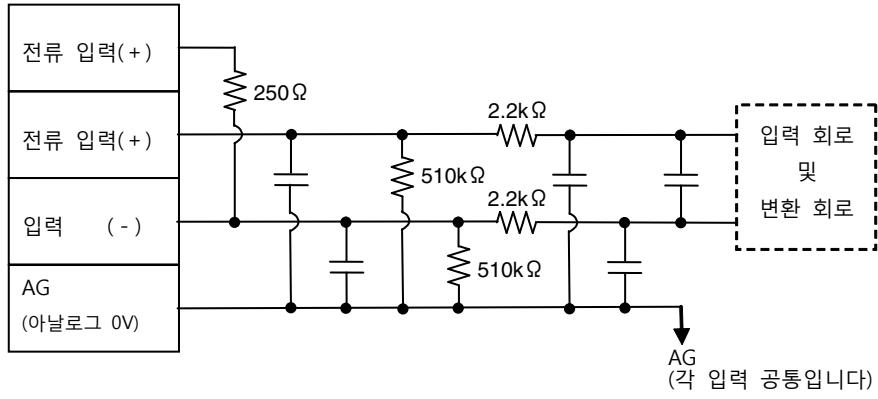 전류 입력(+)
250Ω
전류 입력(+)
2.2kΩ
510kΩ
입력 (-)
2.2kΩ
510kΩ
AG
(아날로그 0V)
입력 회로
및
변환 회로
AG
(각 입력 공통입니다)